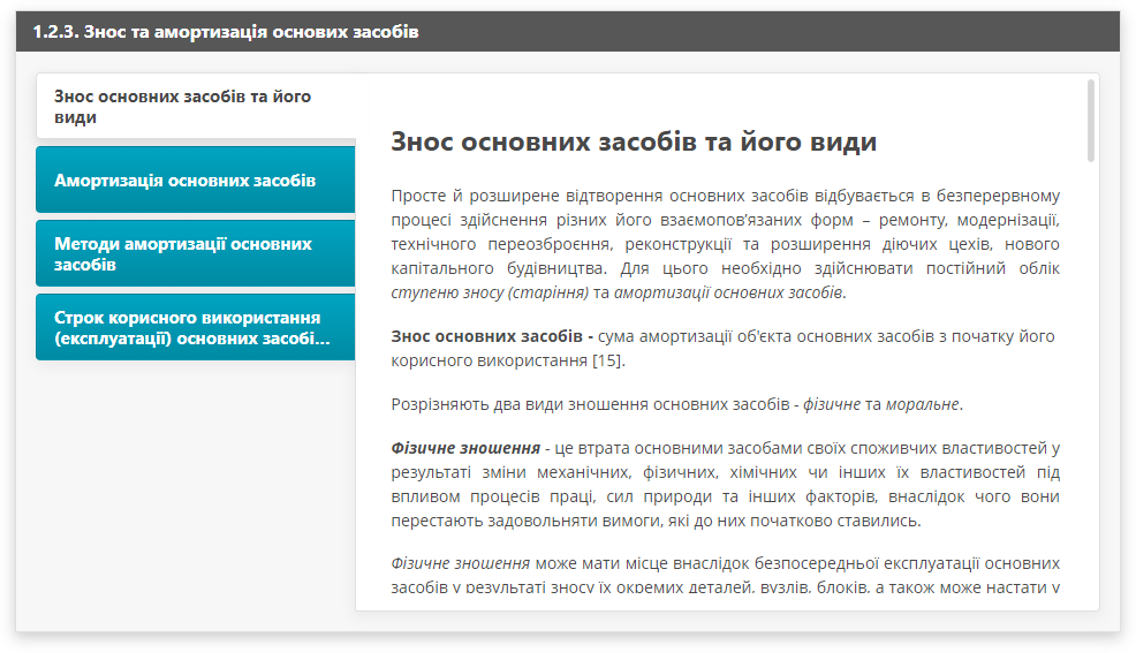 1.2.3. Знос та амортизація основих засобів
Знос основних засобів та його
види
Амортизація основних засобів
Методи амортизації основних
засобів
Строк корисного використання
(експлуатації) основних засобі...
Знос основних засобів та його види
Просте й розширене відтворення основних засобів відбувається в безперервному
процесі здійснення різних його взаємопов’язаних форм – ремонту, модернізації,
технічного переозброєння, реконструкції та розширення діючих цехів, нового
капітального будівництва. Для цього необхідно здійснювати постійний облік
ступеню зносу (старіння) та амортизації основних засобів.
Знос основних засобів - сума амортизації об'єкта основних засобів з початку його
корисного використання [15].
Розрізняють два види зношення основних засобів - фізичне та моральне.
Фізичне зношення - це втрата основними засобами своїх споживчих властивостей у
результаті зміни механічних, фізичних, хімічних чи інших їх властивостей під
впливом процесів праці, сил природи та інших факторів, внаслідок чого вони
перестають задовольняти вимоги, які до них початково ставились.
Фізичне зношення може мати місце внаслідок безпосередньої експлуатації основних
засобів у результаті зносу їх окремих деталей, вузлів, блоків, а також може настати у